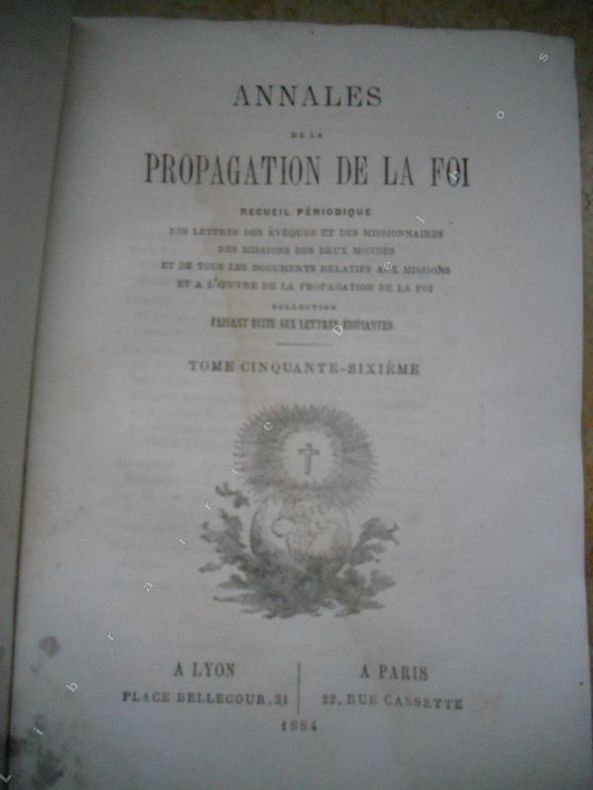 ANNALES
DE LA
PROPAGATION DE LA FOI
RECUEIL PÉRIODIQUE
DES LETTRES DES ÉVÊQUES ET DES MISSIONNAIRES
DES MISSIONS DES DEUX MONDES
ET DE TOUS LES DOCUMENTS RELATIFS AUX MISSIONS
ET A L'ŒUVRE DE LA PROPAGATION DE LA FOI
COLLECTION
FAISANT SUITE AUX LETTRES ÉDIFIANTES
TOME CINQUANTE-SIXIÈME
A LYON
PLACE BELLECOUR, 31
A PARIS
22, RUE CASSETTE
1884
Librairie Diekios